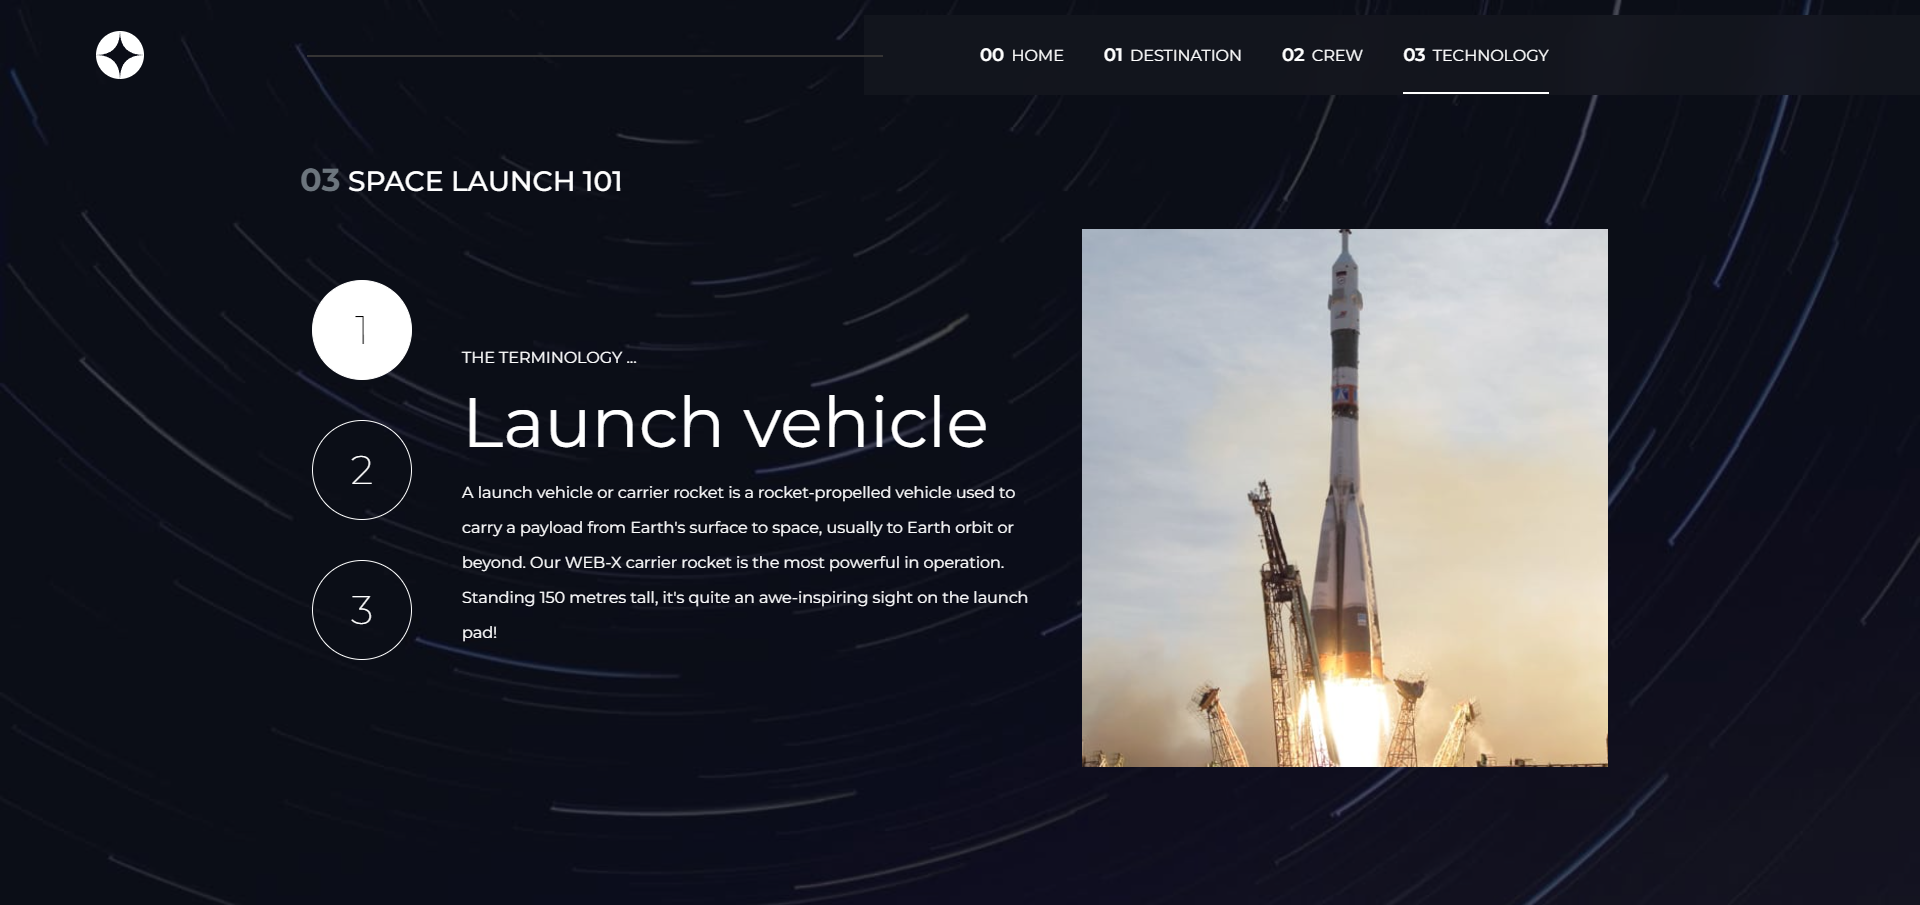 00 HOME 01 DESTINATION 02 CREW 03 TECHNOLOGY
03 SPACE LAUNCH 101
1
2
3
THE TERMINOLOGY ...
Launch vehicle
A launch vehicle or carrier rocket is a rocket-propelled vehicle used to
carry a payload from Earth's surface to space, usually to Earth orbit or
beyond. Our WEB-X carrier rocket is the most powerful in operation.
Standing 150 metres tall, it's quite an awe-inspiring sight on the launch
pad!